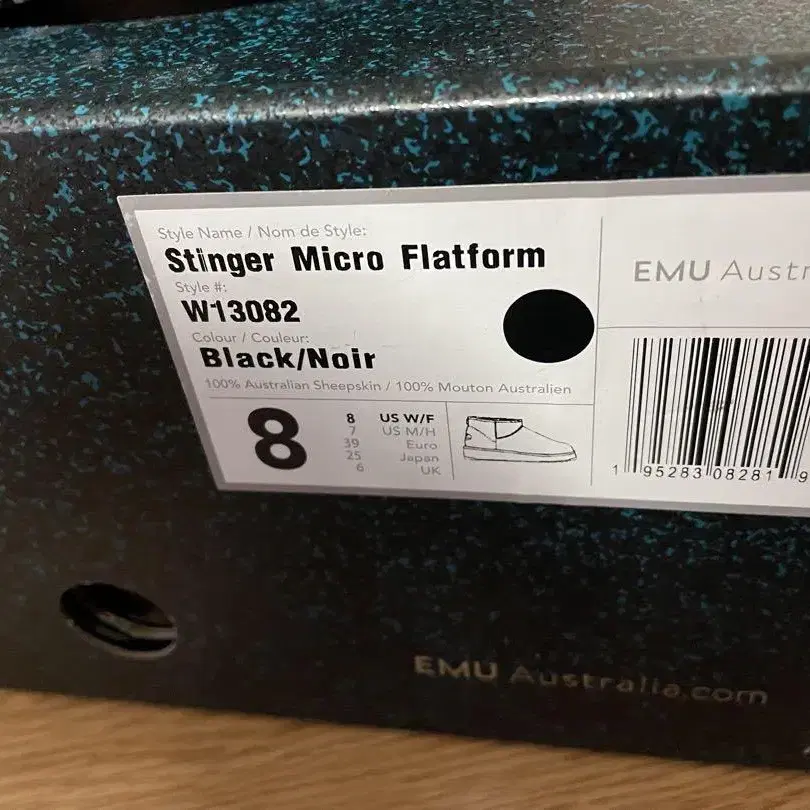 Style Name / Nom de Style:
Stinger Micro Flatform
Style #:
W13082
Colour / Couleur:
Black/Noir
100% Australian Sheepskin / 100% Mouton Australien
8
8 US W/F
7 US M/H
39 Euro
25 Japan
6 UK
EMU Austr
1 95283 08281 9
EMU Australia.com